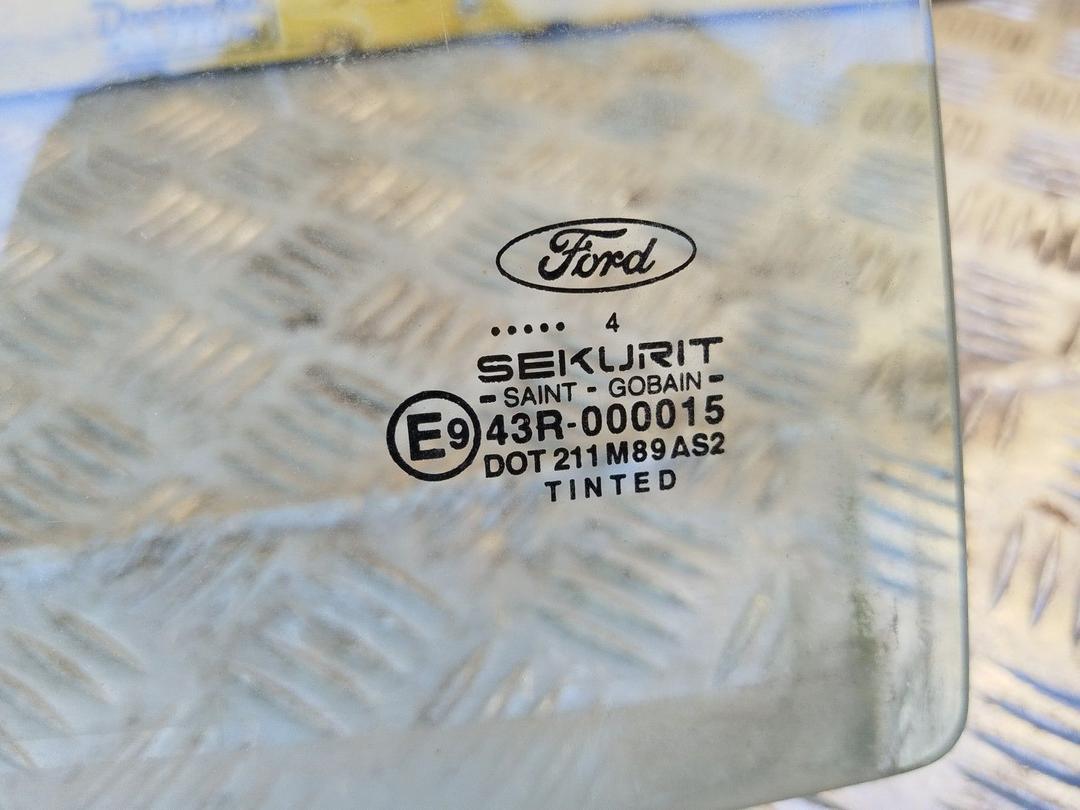 Ford
..... 4
SEKURIT
- SAINT - GOBAIN -
E9 43R-000015
DOT 211 M89 AS2
TINTED